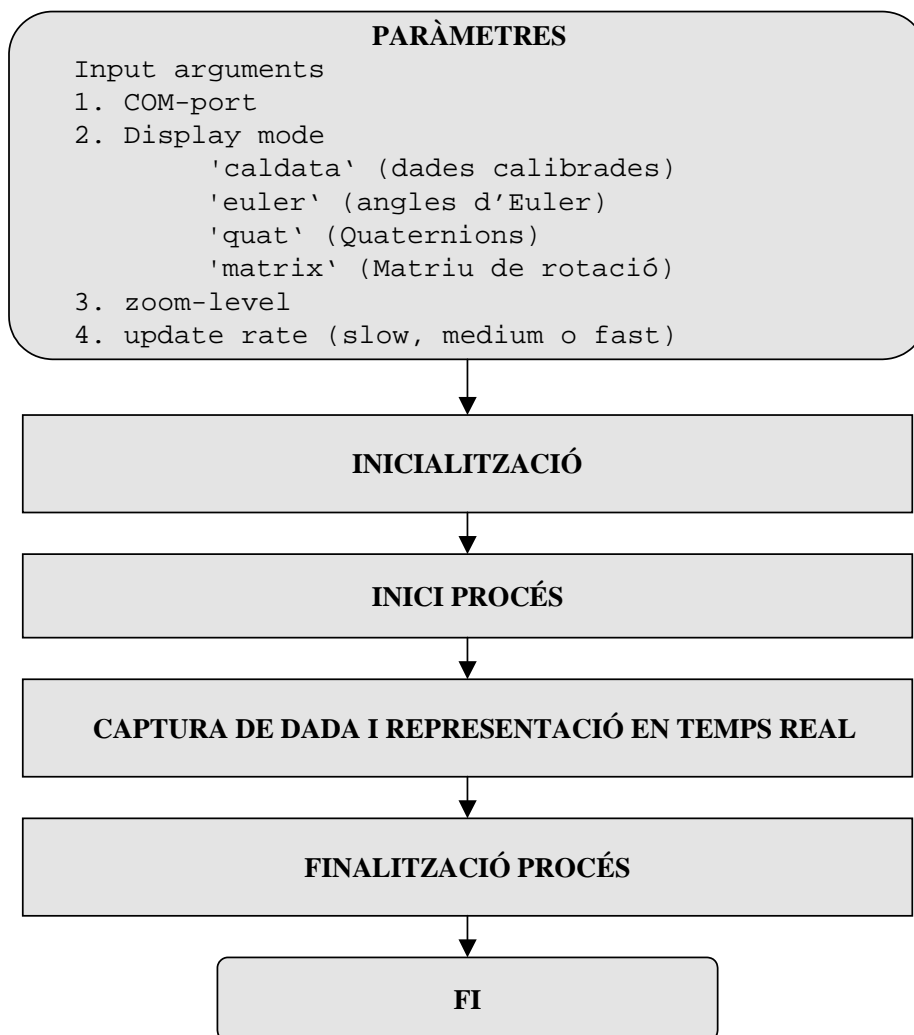 PARÀMETRES
Input arguments
1. COM-port
2. Display mode
'caldata‘ (dades calibrades)
'euler‘ (angles d’Euler)
'quat‘ (Quaternions)
'matrix‘ (Matriu de rotació)
3. zoom-level
4. update rate (slow, medium o fast)
INICIALITZACIÓ
INICI PROCÉS
CAPTURA DE DADA I REPRESENTACIÓ EN TEMPS REAL
FINALITZACIÓ PROCÉS
FI